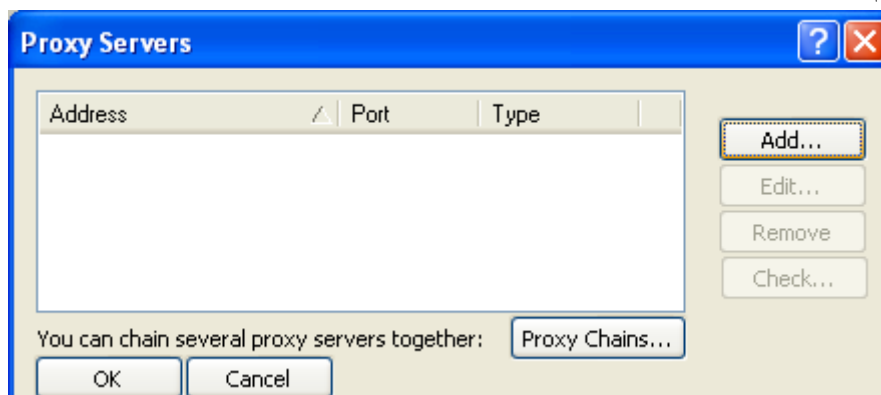 Proxy Servers
Address Port Type
Add...
Edit...
Remove
Check...
You can chain several proxy servers together: Proxy Chains...
OK Cancel